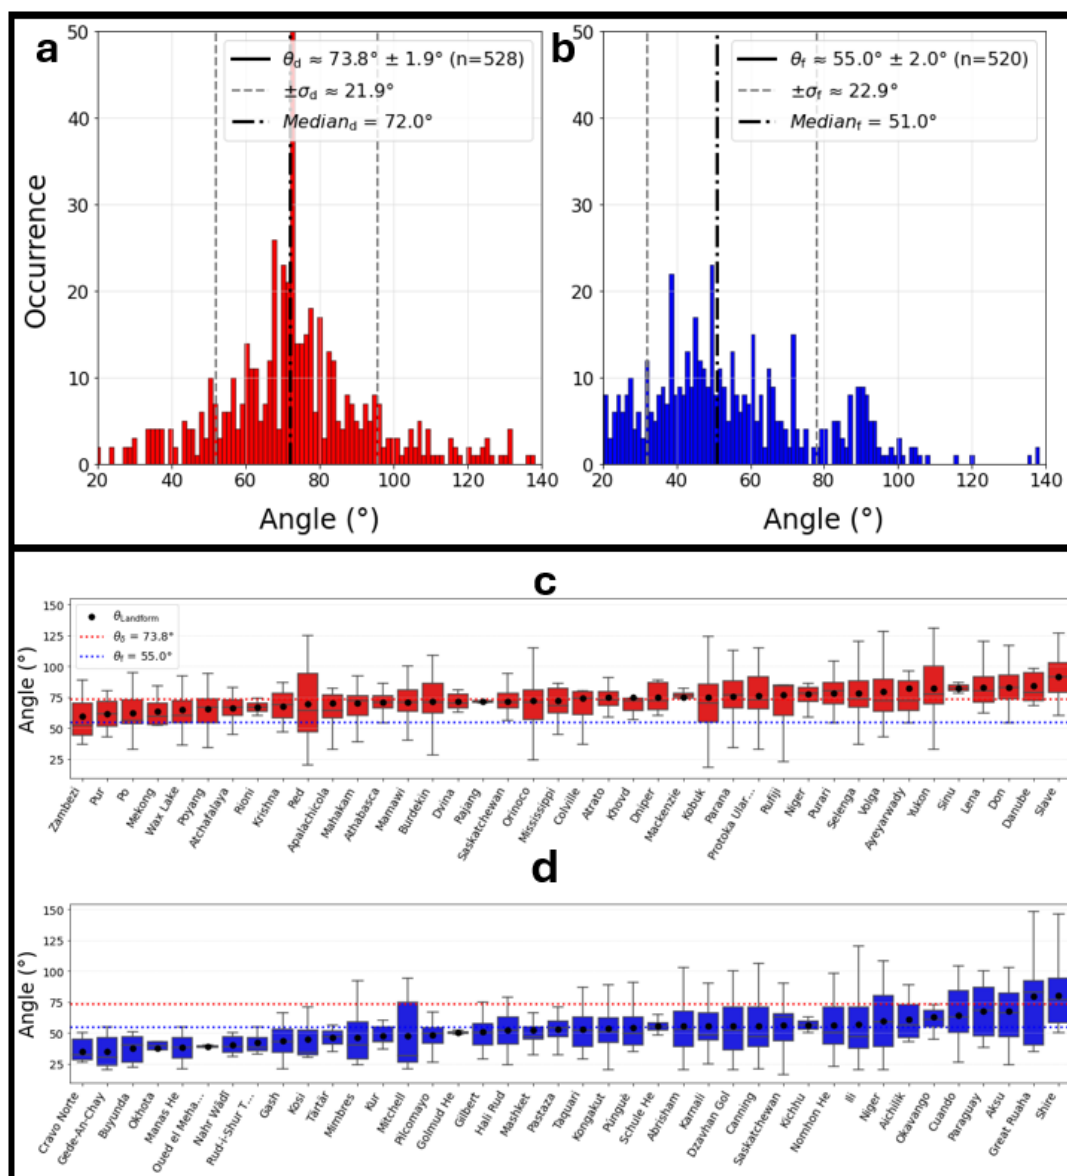 a
b
θd ≈ 73.8° ± 1.9° (n=528)
±σd ≈ 21.9°
Mediand = 72.0°
θf ≈ 55.0° ± 2.0° (n=520)
±σf ≈ 22.9°
Medianf = 51.0°
Occurrence
50
40
30
20
10
0
20 40 60 80 100 120 140
Angle (°)
50
40
30
20
10
0
20 40 60 80 100 120 140
Angle (°)
c
θLandform
θδ = 73.8°
θf = 55.0°
Angle (°)
150
125
100
75
50
25
Zambezi
Pur
Po
Mekong
Wax Lake
Poyang
Atchafalaya
Rioni
Krishna
Red
Apalachicola
Mahakam
Athabasca
Mamawi
Burdekin
Dvina
Rajang
Saskatchewan
Orinoco
Mississippi
Colville
Atrato
Khovd
Dniper
Mackenzie
Kobuk
Parana
Protoka Ular...
Rufiji
Niger
Purari
Selenga
Volga
Ayeyarwady
Yukon
Sinu
Lena
Don
Danube
Slave
d
Angle (°)
150
125
100
75
50
25
Cravo Norte
Gede-An-Chay
Buyunda
Okhota
Manas He
Oued el Meha...
Nahr Wādī
Rud-i-Shur T...
Gash
Kosi
Tärtär
Mimbres
Kur
Mitchell
Pilcomayo
Golmud He
Gilbert
Halil Rud
Mashket
Pastaza
Taquari
Kongakut
Pungue
Schule He
Abrisham
Karnali
Dzavhan Gol
Canning
Saskatchewan
Kichhu
Nomhon He
Ili
Niger
Aichilik
Okavango
Cuando
Paraguay
Aksu
Great Ruaha
Shire